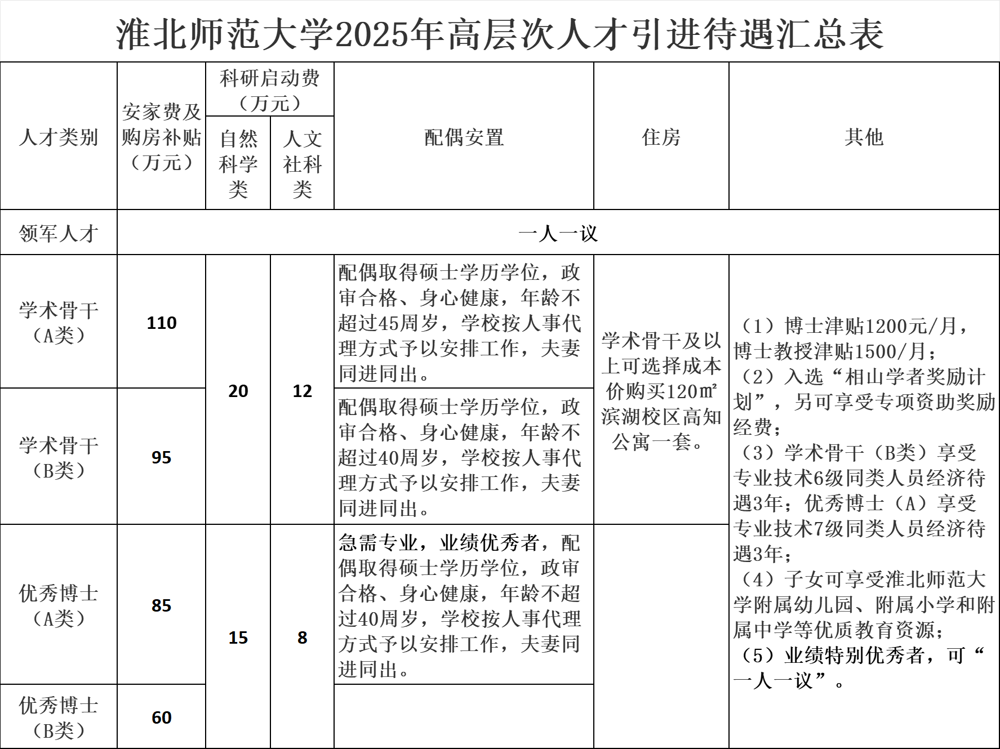 淮北师范大学2025年高层次人才引进待遇汇总表
人才类别
安家费及
购房补贴
（万元）
科研启动费
（万元）
自然
科学
类
人文
社科
类
配偶安置
住房
其他
领军人才
一人一议
学术骨干
（A类）
110
20
12
配偶取得硕士学历学位，政
审合格、身心健康，年龄不
超过45周岁，学校按人事代
理方式予以安排工作，夫妻
同进同出。
学术骨干及以
上可选择成本
价购买120㎡
滨湖校区高知
公寓一套。
（1）博士津贴1200元/月，
博士教授津贴1500/月；
（2）入选“相山学者奖励计
划”，另可享受专项资助奖励
经费；
（3）学术骨干（B类）享受
专业技术6级同类人员经济待
遇3年；优秀博士（A）享受
专业技术7级同类人员经济待
遇3年；
（4）子女可享受淮北师范大
学附属幼儿园、附属小学和附
属中学等优质教育资源；
（5）业绩特别优秀者，可“
一人一议”。
学术骨干
（B类）
95
配偶取得硕士学历学位，政
审合格、身心健康，年龄不
超过40周岁，学校按人事代
理方式予以安排工作，夫妻
同进同出。
优秀博士
（A类）
85
15
8
急需专业，业绩优秀者，配
偶取得硕士学历学位，政审
合格、身心健康，年龄不超
过40周岁，学校按人事代理
方式予以安排工作，夫妻同
进同出。
优秀博士
（B类）
60